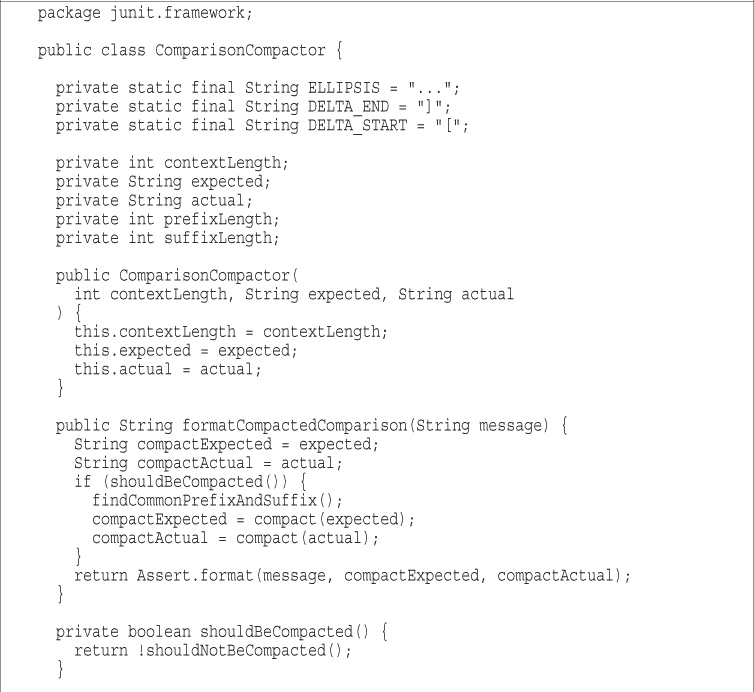 package junit.framework;
public class ComparisonCompactor {
private static final String ELLIPSIS = "...";
private static final String DELTA_END = "]";
private static final String DELTA_START = "[";
private int contextLength;
private String expected;
private String actual;
private int prefixLength;
private int suffixLength;
public ComparisonCompactor(
int contextLength, String expected, String actual
) {
this.contextLength = contextLength;
this.expected = expected;
this.actual = actual;
}
public String formatCompactedComparison(String message) {
String compactExpected = expected;
String compactActual = actual;
if (shouldBeCompacted()) {
findCommonPrefixAndSuffix();
compactExpected = compact(expected);
compactActual = compact(actual);
}
return Assert.format(message, compactExpected, compactActual);
}
private boolean shouldBeCompacted() {
return !shouldNotBeCompacted();
}